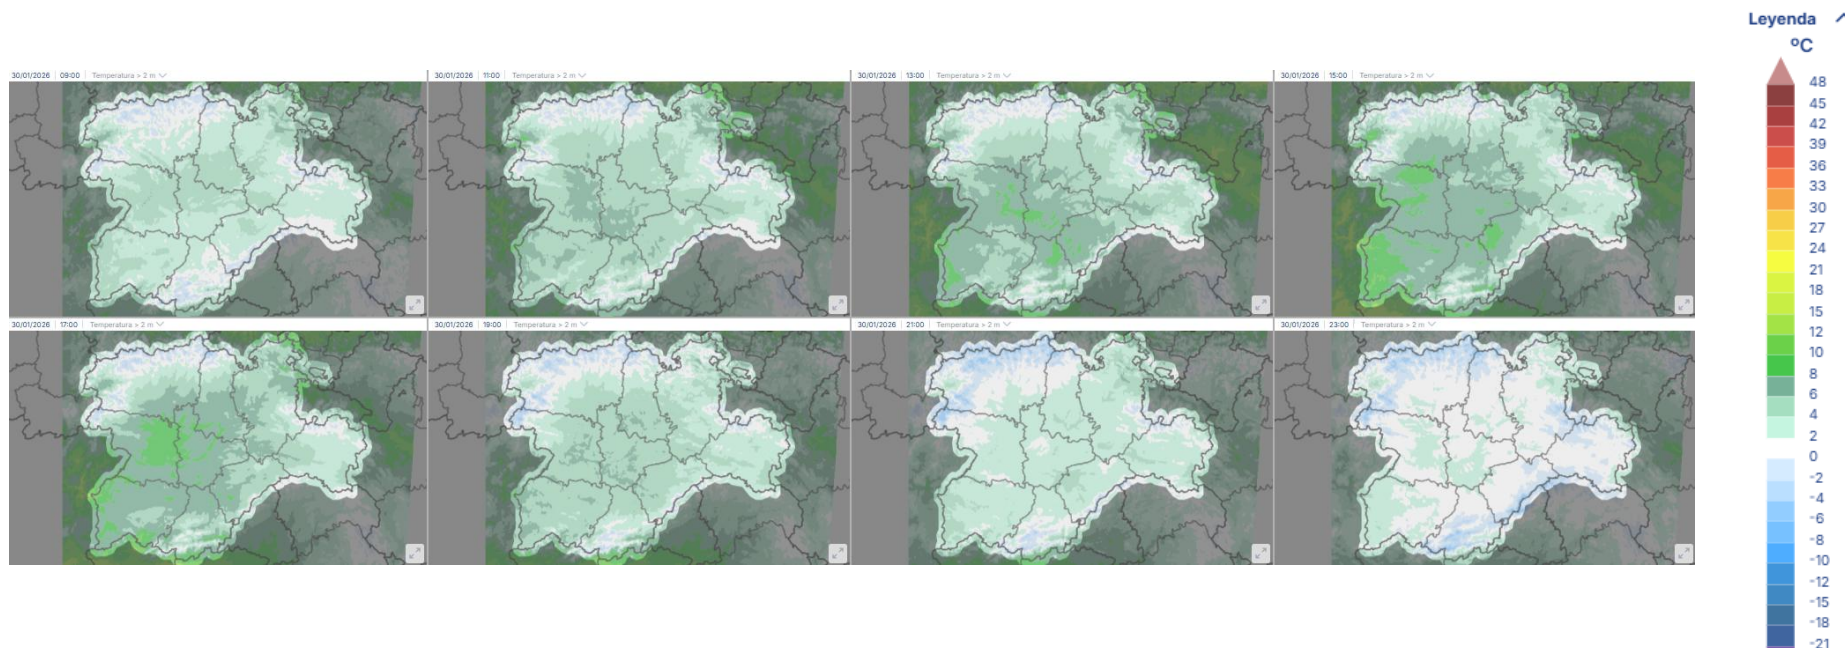 Leyenda
ºC
30/01/2026 09:00 Temperatura > 2 m
30/01/2026 11:00 Temperatura > 2 m
30/01/2026 13:00 Temperatura > 2 m
30/01/2026 15:00 Temperatura > 2 m
30/01/2026 17:00 Temperatura > 2 m
30/01/2026 19:00 Temperatura > 2 m
30/01/2026 21:00 Temperatura > 2 m
30/01/2026 23:00 Temperatura > 2 m
48
45
42
39
36
33
30
27
24
21
18
15
12
10
8
6
4
2
0
-2
-4
-6
-8
-10
-12
-15
-18
-21